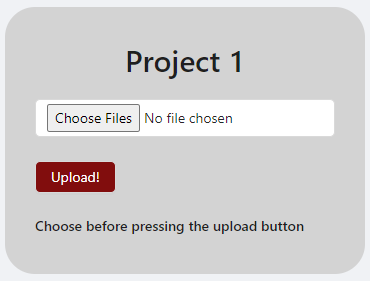 Project 1
Choose Files No file chosen
Upload!
Choose before pressing the upload button